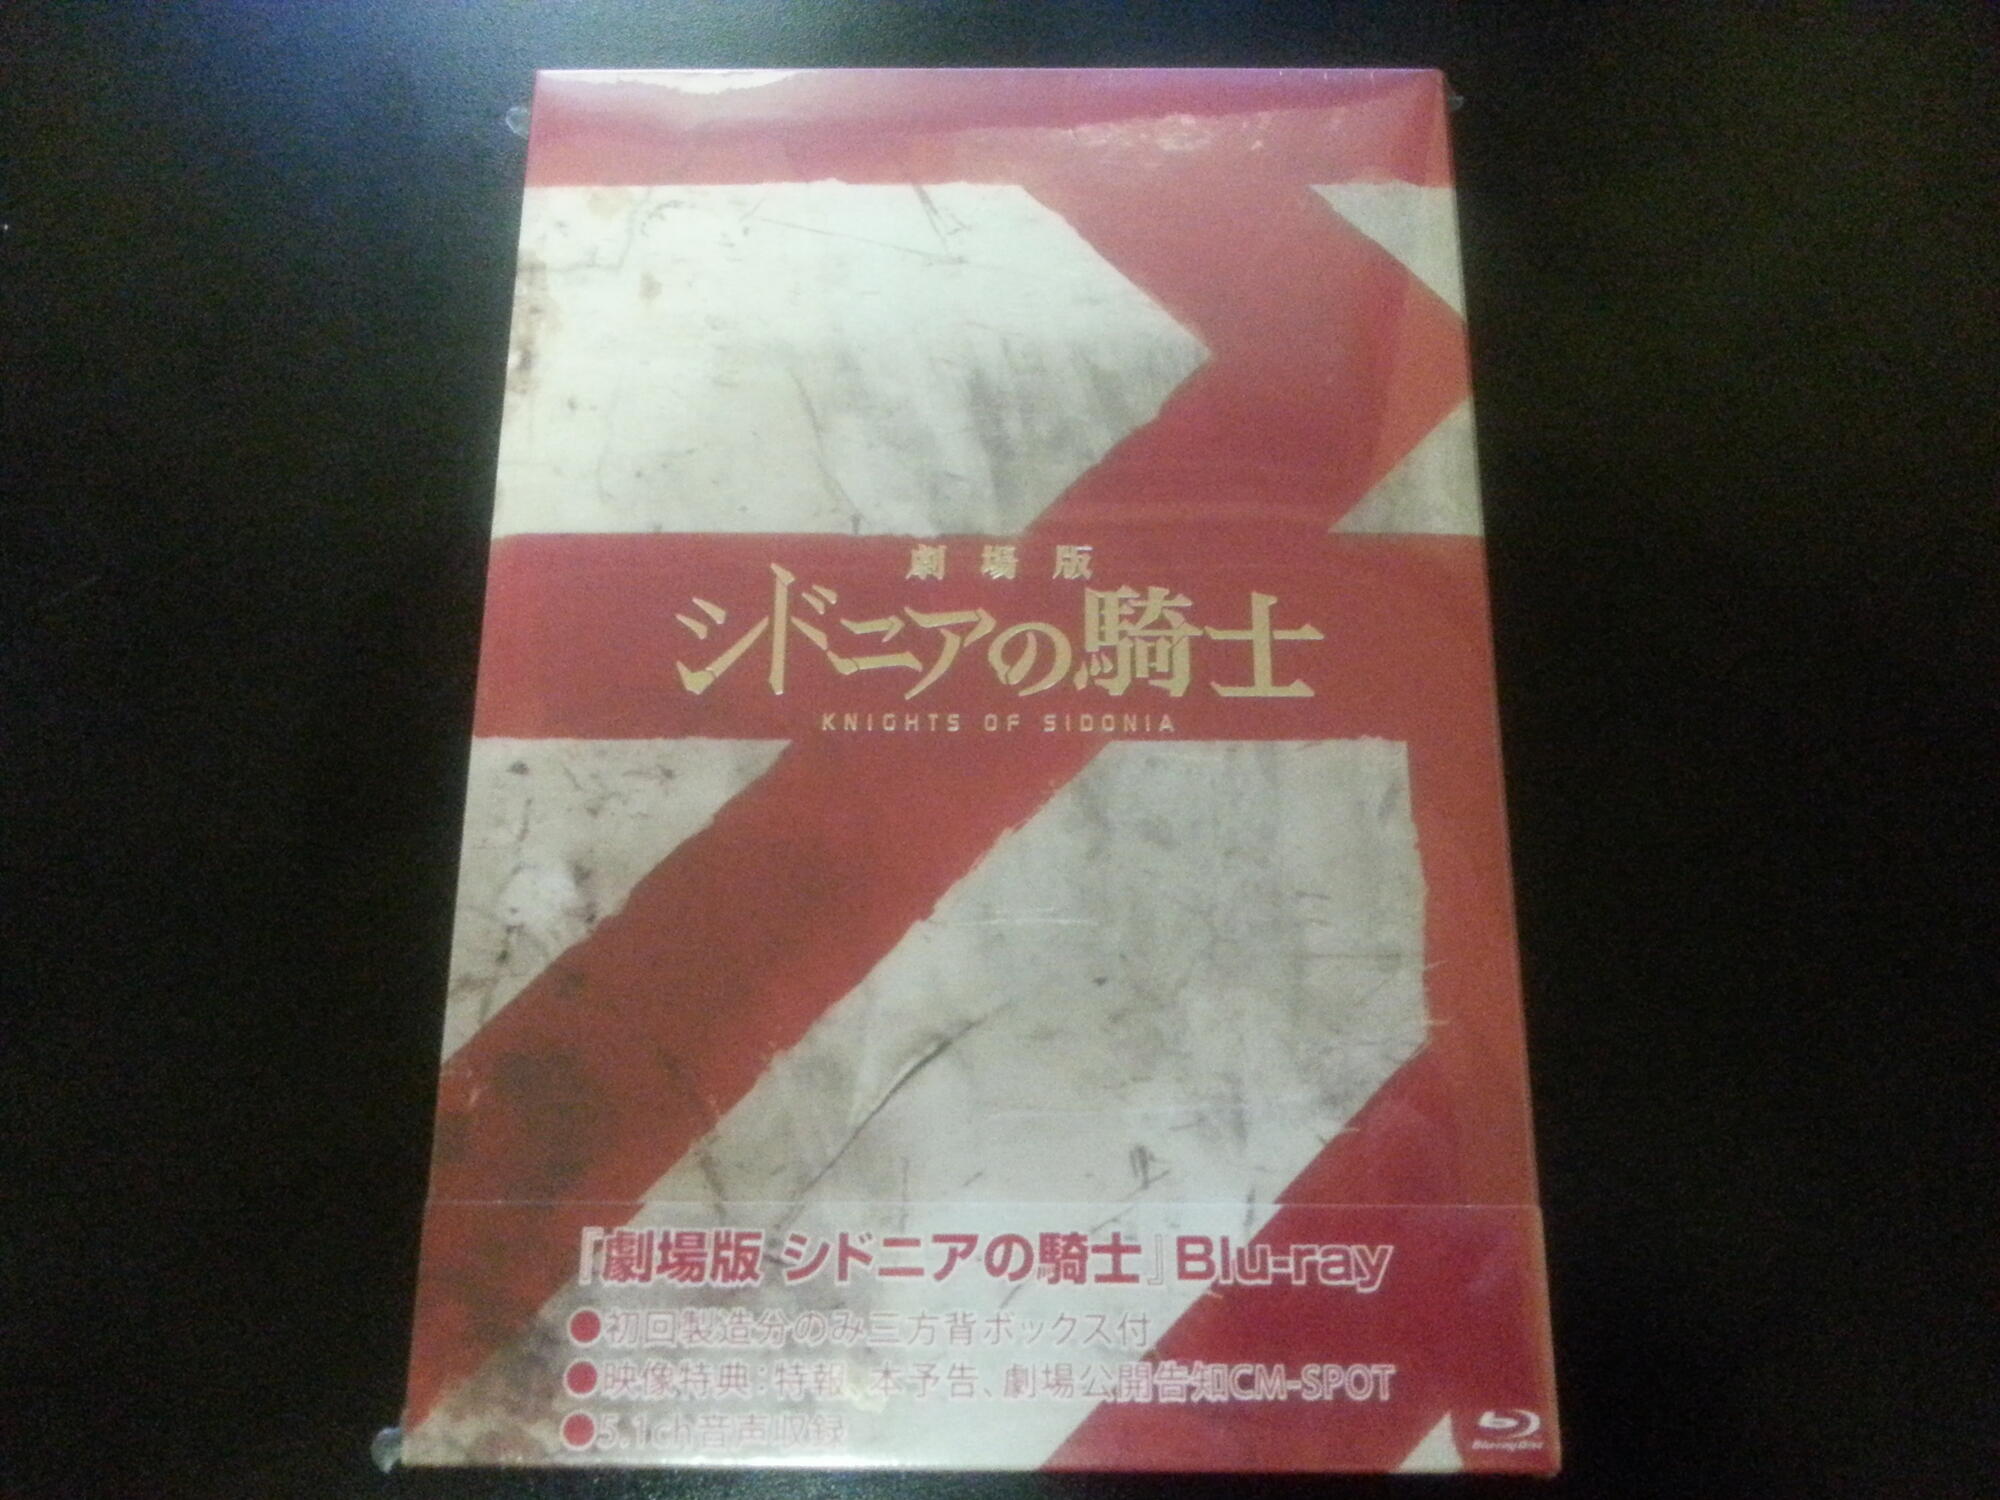 劇場版
シドニアの騎士
KNIGHTS OF SIDONIA
『劇場版 シドニアの騎士』Blu-ray
●初回製造分のみ三方背ボックス付
●映像特典:特報、本予告、劇場公開告知CM-SPOT
●5.1ch音声収録
Blu-ray Disc